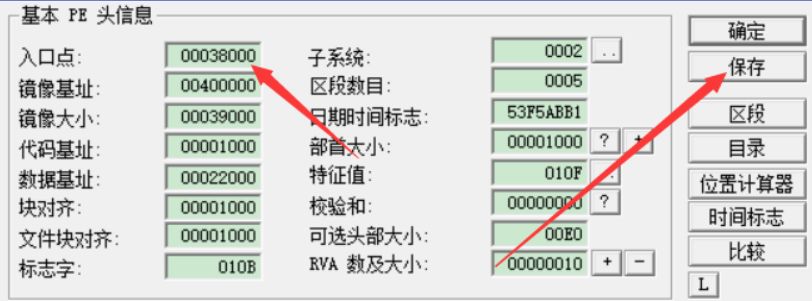 基本 PE 头信息
入口点: 00038000 子系统: 0002 .. 确定
镜像基址: 00400000 区段数目: 0005 保存
镜像大小: 00039000 日期时间标志: 53F5ABB1 区段
代码基址: 00001000 部首大小: 00001000 ? + 目录
数据基址: 00022000 特征值: 010F 位置计算器
块对齐: 00001000 校验和: 00000000 ? 时间标志
文件块对齐: 00001000 可选头部大小: 00E0 比较
标志字: 010B RVA 数及大小: 00000010 + - L